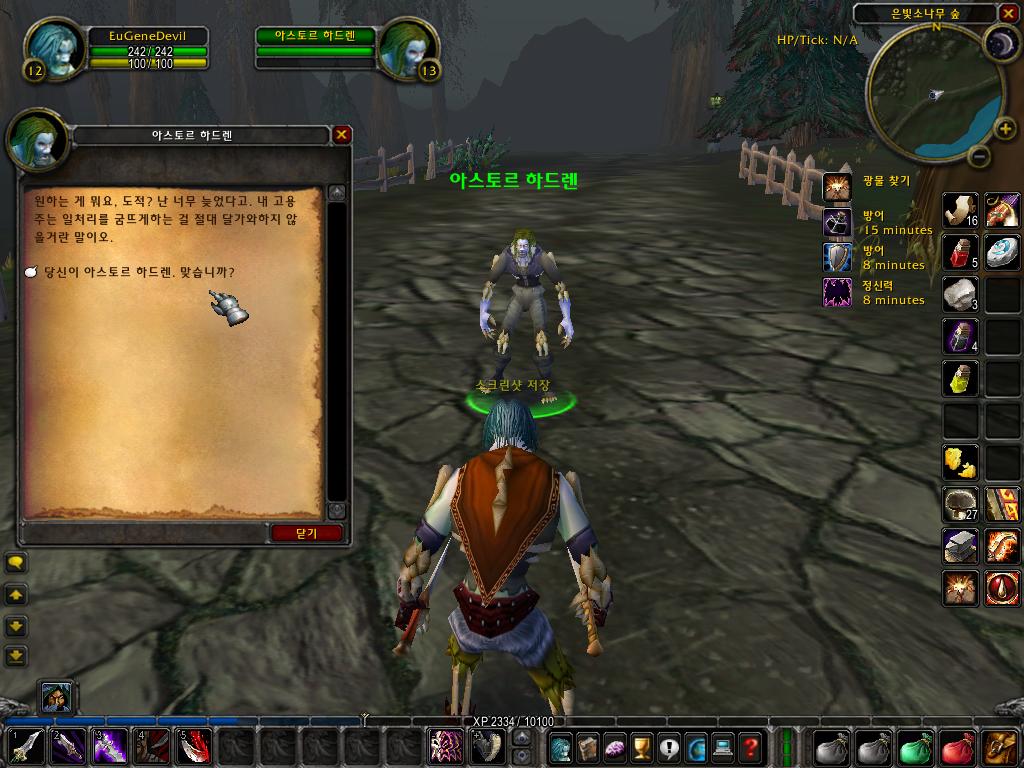 EuGeneDevil
242 / 242
100 / 100
12
아스토르 하드렌
13
은빛소나무 숲
N
HP/Tick: N/A
아스토르 하드렌
원하는 게 뭐요, 도적? 난 너무 늦었다고. 내 고용
주는 일처리를 굼뜨게하는 걸 절대 달가와하지 않
을거란 말이오.
당신이 아스토르 하드렌. 맞습니까?
닫기
아스토르 하드렌
소크린샷 저장
광물 찾기
방어
15 minutes
방어
8 minutes
정신력
8 minutes
16
5
3
4
27
XP 2334 / 10100
1
2
3
4
5